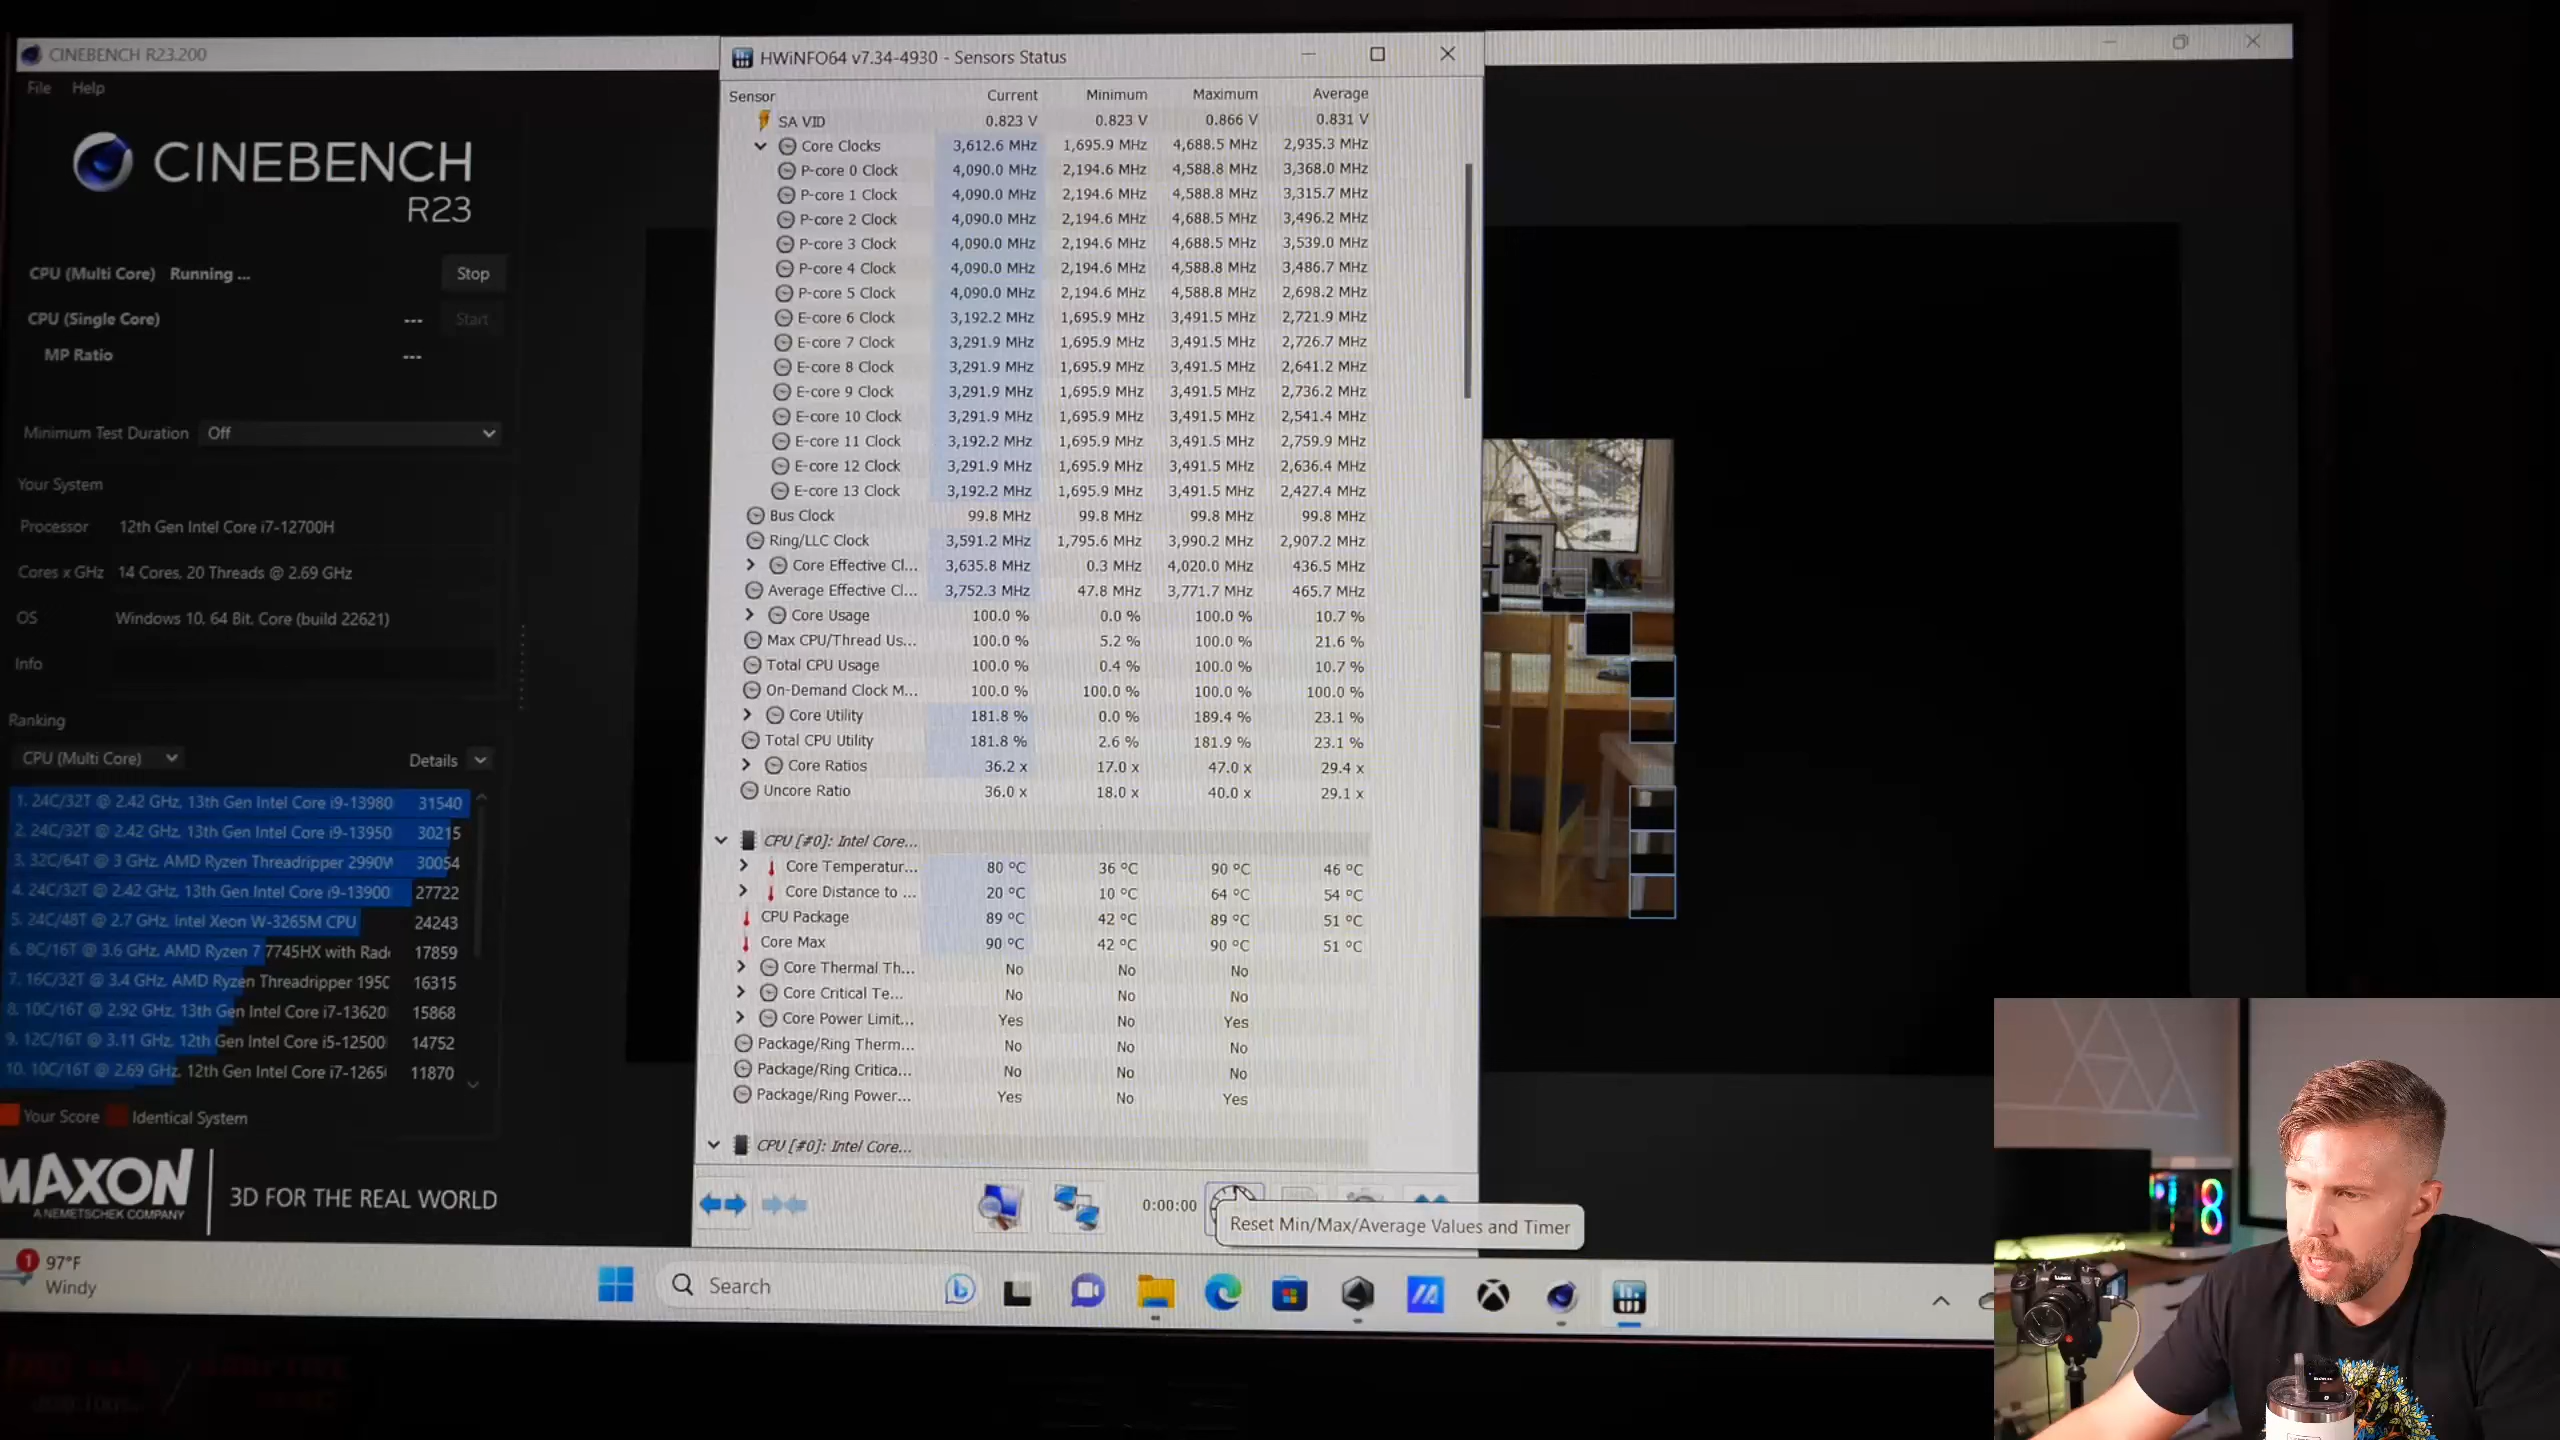 CINEBENCH R23.200
File Help
CINEBENCH
R23
CPU (Multi Core) Running ... Stop
CPU (Single Core) --- Start
MP Ratio ---
Minimum Test Duration Off
Your System
Processor 12th Gen Intel Core i7-12700H
Cores x GHz 14 Cores, 20 Threads @ 2.69 GHz
OS Windows 10, 64 Bit, Core (build 22621)
Info
Ranking
CPU (Multi Core) Details
1. 24C/32T @ 2.42 GHz, 13th Gen Intel Core i9-13980 31540
2. 24C/32T @ 2.42 GHz, 13th Gen Intel Core i9-13950 30215
3. 32C/64T @ 3 GHz, AMD Ryzen Threadripper 2990W 30054
4. 24C/32T @ 2.42 GHz, 13th Gen Intel Core i9-13900 27722
5. 24C/48T @ 2.7 GHz, Intel Xeon W-3265M CPU 24243
6. 8C/16T @ 3.6 GHz, AMD Ryzen 7 7745HX with Rade 17859
7. 16C/32T @ 3.4 GHz, AMD Ryzen Threadripper 195C 16315
8. 10C/16T @ 2.92 GHz, 13th Gen Intel Core i7-13620 15868
9. 12C/16T @ 3.11 GHz, 12th Gen Intel Core i5-12500 14752
10. 10C/16T @ 2.69 GHz, 12th Gen Intel Core i7-1265 11870
Your Score Identical System
MAXON
A NEMETSCHEK COMPANY
3D FOR THE REAL WORLD
HWiNFO64 v7.34-4930 - Sensors Status
Sensor Current Minimum Maximum Average
SA VID 0.823 V 0.823 V 0.866 V 0.831 V
Core Clocks 3,612.6 MHz 1,695.9 MHz 4,688.5 MHz 2,935.3 MHz
P-core 0 Clock 4,090.0 MHz 2,194.6 MHz 4,588.8 MHz 3,368.0 MHz
P-core 1 Clock 4,090.0 MHz 2,194.6 MHz 4,588.8 MHz 3,315.7 MHz
P-core 2 Clock 4,090.0 MHz 2,194.6 MHz 4,688.5 MHz 3,496.2 MHz
P-core 3 Clock 4,090.0 MHz 2,194.6 MHz 4,688.5 MHz 3,539.0 MHz
P-core 4 Clock 4,090.0 MHz 2,194.6 MHz 4,588.8 MHz 3,486.7 MHz
P-core 5 Clock 4,090.0 MHz 2,194.6 MHz 4,588.8 MHz 2,698.2 MHz
E-core 6 Clock 3,192.2 MHz 1,695.9 MHz 3,491.5 MHz 2,721.9 MHz
E-core 7 Clock 3,291.9 MHz 1,695.9 MHz 3,491.5 MHz 2,726.7 MHz
E-core 8 Clock 3,291.9 MHz 1,695.9 MHz 3,491.5 MHz 2,641.2 MHz
E-core 9 Clock 3,291.9 MHz 1,695.9 MHz 3,491.5 MHz 2,736.2 MHz
E-core 10 Clock 3,291.9 MHz 1,695.9 MHz 3,491.5 MHz 2,541.4 MHz
E-core 11 Clock 3,192.2 MHz 1,695.9 MHz 3,491.5 MHz 2,759.9 MHz
E-core 12 Clock 3,291.9 MHz 1,695.9 MHz 3,491.5 MHz 2,636.4 MHz
E-core 13 Clock 3,192.2 MHz 1,695.9 MHz 3,491.5 MHz 2,427.4 MHz
Bus Clock 99.8 MHz 99.8 MHz 99.8 MHz 99.8 MHz
Ring/LLC Clock 3,591.2 MHz 1,795.6 MHz 3,990.2 MHz 2,907.2 MHz
Core Effective Cl... 3,635.8 MHz 0.3 MHz 4,020.0 MHz 436.5 MHz
Average Effective Cl... 3,752.3 MHz 47.8 MHz 3,771.7 MHz 465.7 MHz
Core Usage 100.0 % 0.0 % 100.0 % 10.7 %
Max CPU/Thread Us... 100.0 % 5.2 % 100.0 % 21.6 %
Total CPU Usage 100.0 % 0.4 % 100.0 % 10.7 %
On-Demand Clock M... 100.0 % 100.0 % 100.0 % 100.0 %
Core Utility 181.8 % 0.0 % 189.4 % 23.1 %
Total CPU Utility 181.8 % 2.6 % 181.9 % 23.1 %
Core Ratios 36.2 x 17.0 x 47.0 x 29.4 x
Uncore Ratio 36.0 x 18.0 x 40.0 x 29.1 x
CPU [#0]: Intel Core...
Core Temperatur... 80 °C 36 °C 90 °C 46 °C
Core Distance to ... 20 °C 10 °C 64 °C 54 °C
CPU Package 89 °C 42 °C 89 °C 51 °C
Core Max 90 °C 42 °C 90 °C 51 °C
Core Thermal Th... No No No
Core Critical Te... No No No
Core Power Limit... Yes No Yes
Package/Ring Therm... No No No
Package/Ring Critica... No No No
Package/Ring Power... Yes No Yes
CPU [#0]: Intel Core...
0:00:00
Reset Min/Max/Average Values and Timer
1 97°F
Windy
Search